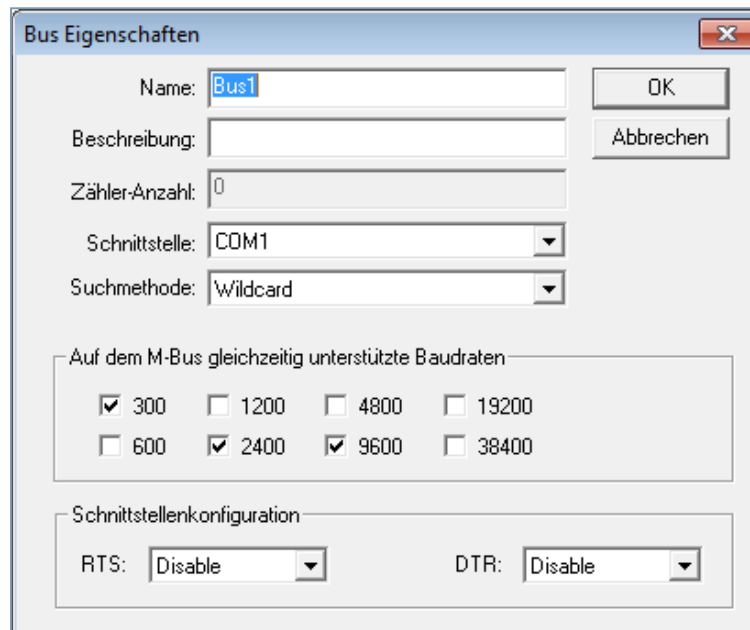 Bus Eigenschaften
Name: Bus1 OK
Beschreibung: Abbrechen
Zähler-Anzahl: 0
Schnittstelle: COM1
Suchmethode: Wildcard
Auf dem M-Bus gleichzeitig unterstützte Baudraten
300 1200 4800 19200
600 2400 9600 38400
Schnittstellenkonfiguration
RTS: Disable DTR: Disable